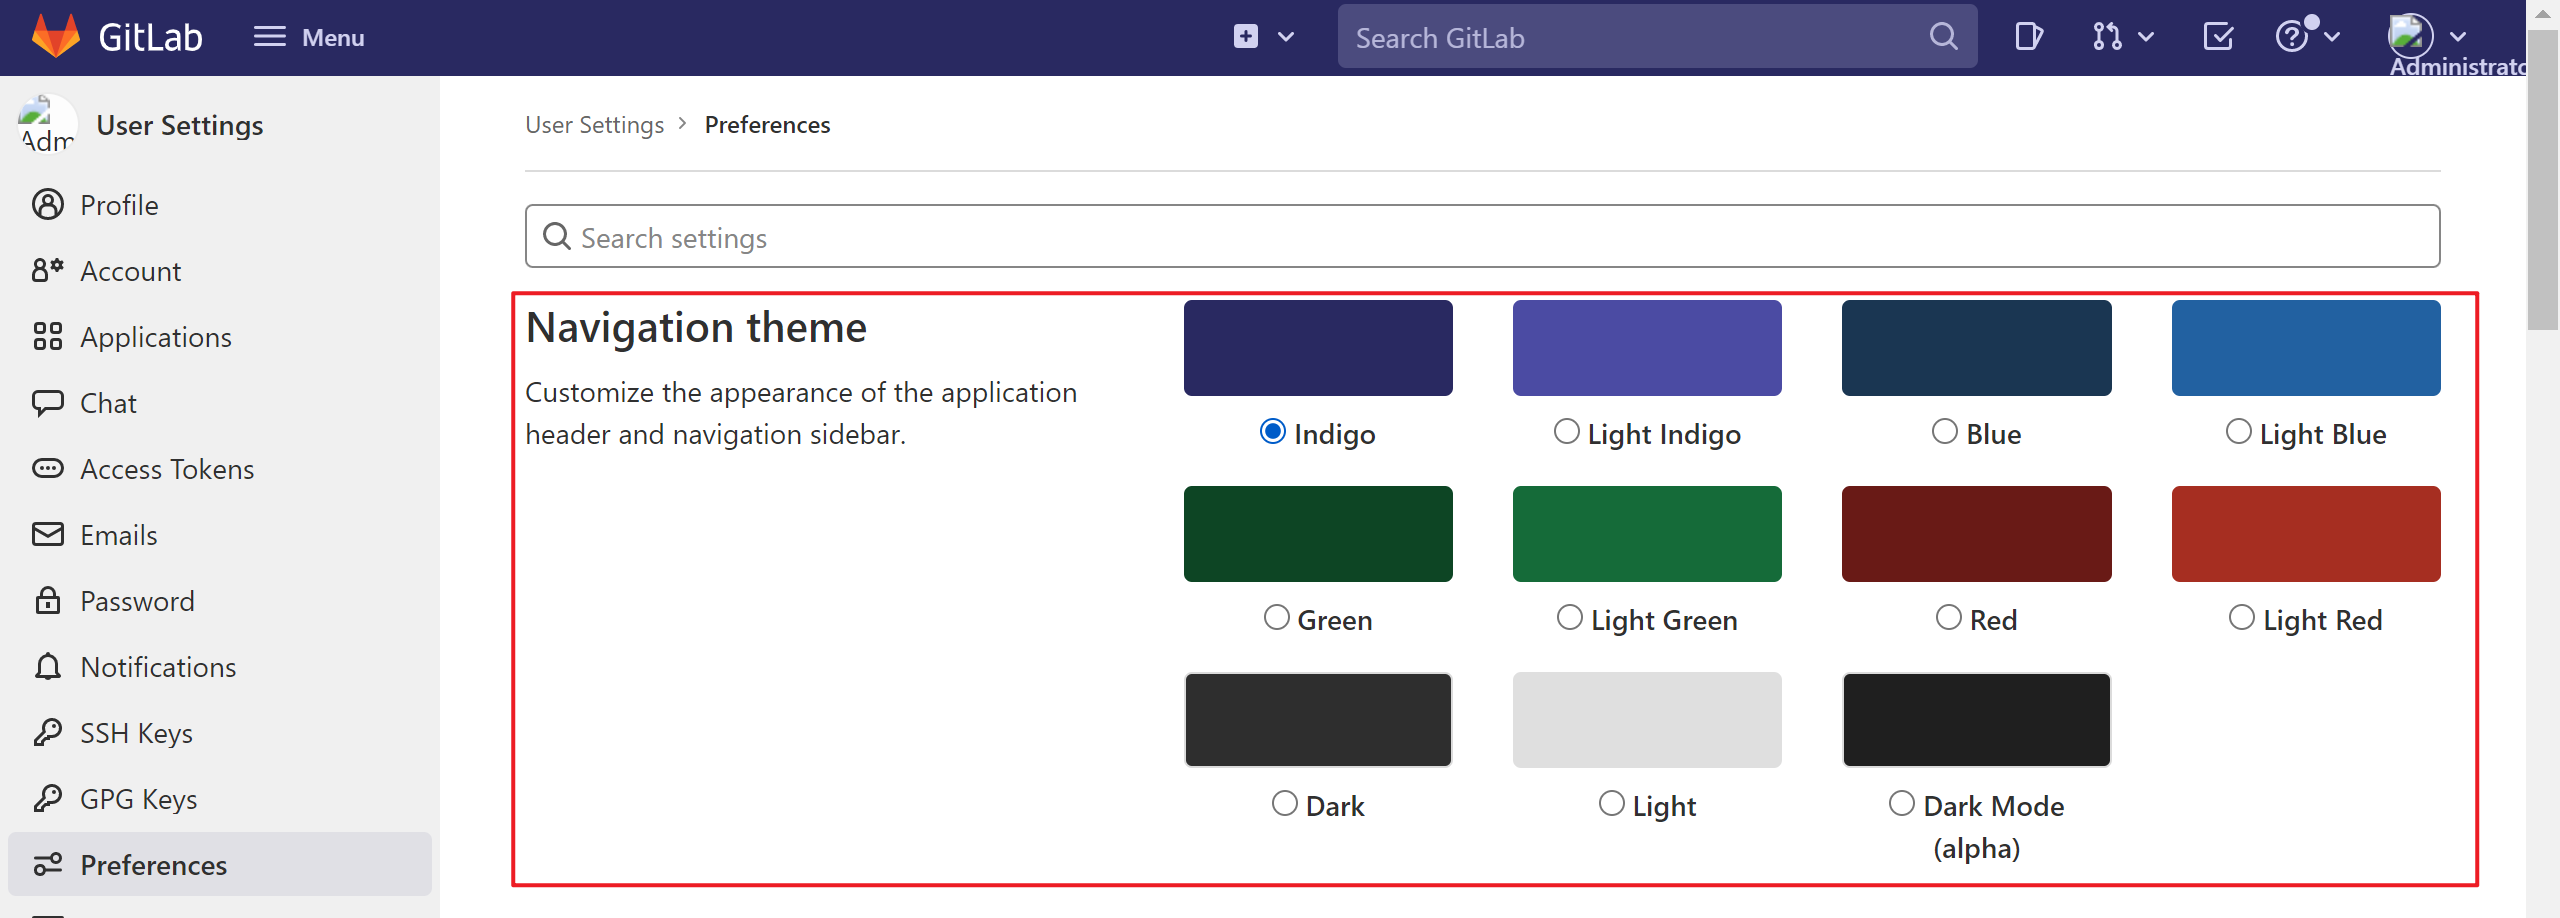 GitLab
Menu
Search GitLab
Administrato
Adm
User Settings
Profile
Account
Applications
Chat
Access Tokens
Emails
Password
Notifications
SSH Keys
GPG Keys
Preferences
User Settings > Preferences
Search settings
Navigation theme
Customize the appearance of the application
header and navigation sidebar.
Indigo
Light Indigo
Blue
Light Blue
Green
Light Green
Red
Light Red
Dark
Light
Dark Mode
(alpha)